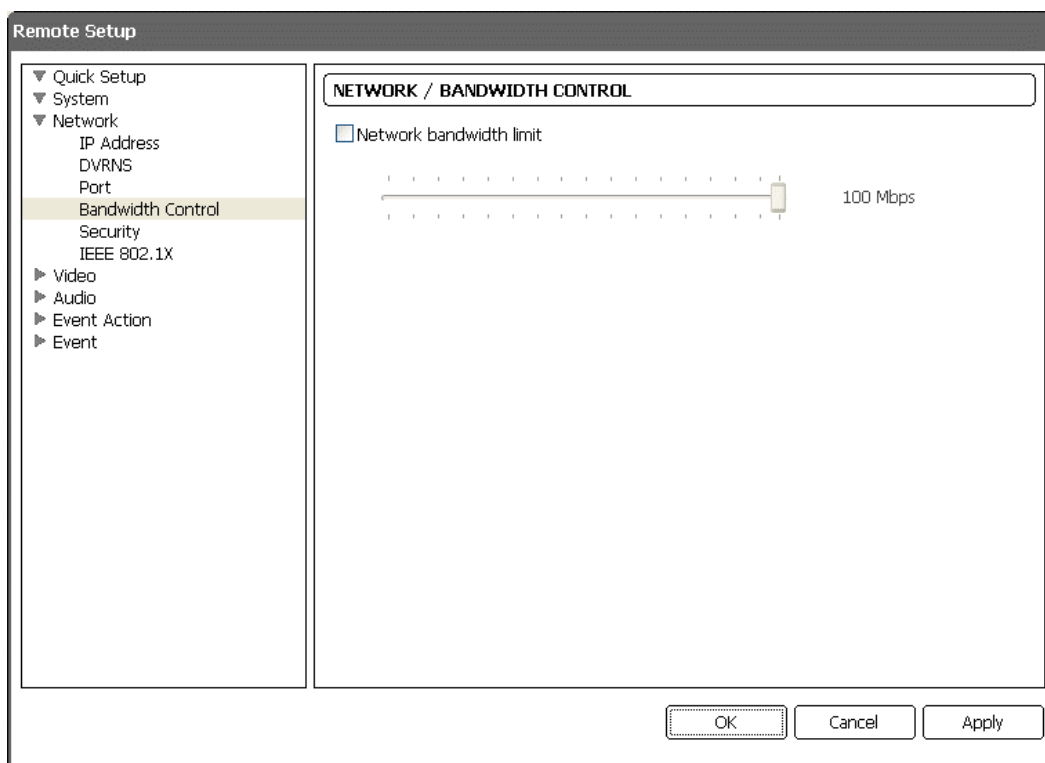 Remote Setup
Quick Setup
System
Network
IP Address
DVRNS
Port
Bandwidth Control
Security
IEEE 802.1X
Video
Audio
Event Action
Event
NETWORK / BANDWIDTH CONTROL
Network bandwidth limit
100 Mbps
OK
Cancel
Apply